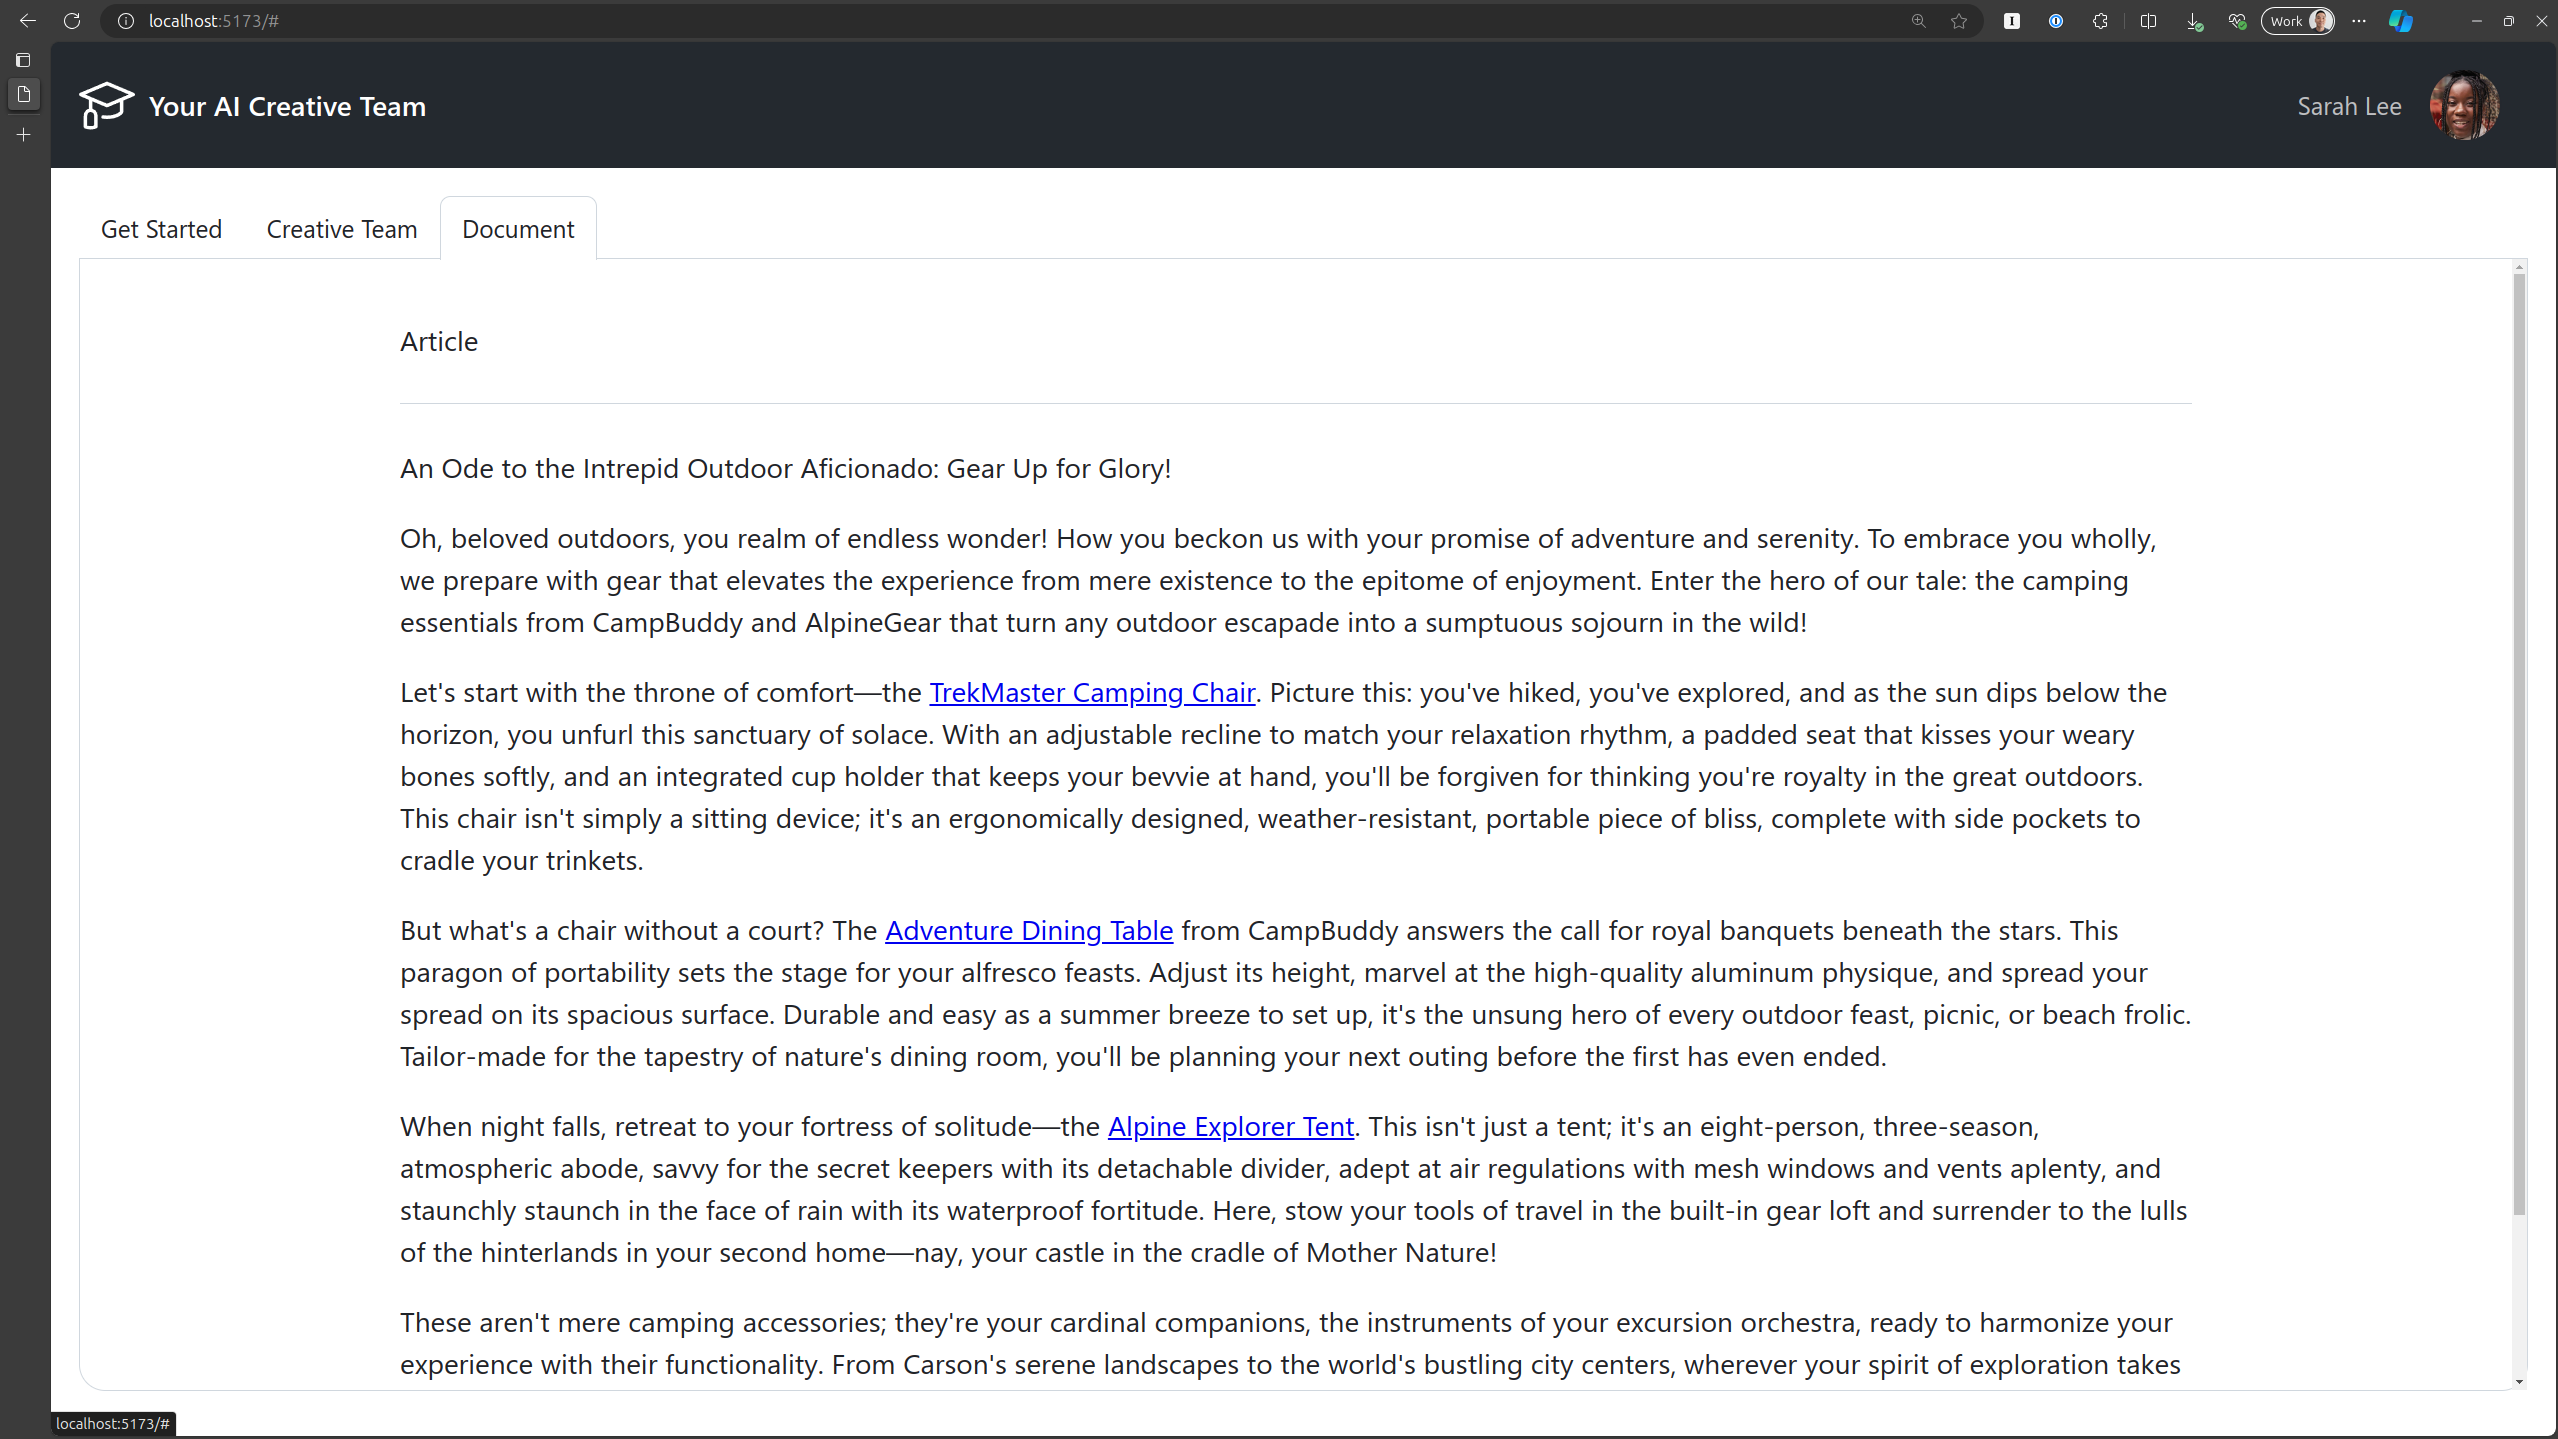 localhost:5173/#
Work
Your AI Creative Team
Sarah Lee
Get Started
Creative Team
Document
Article
An Ode to the Intrepid Outdoor Aficionado: Gear Up for Glory!
Oh, beloved outdoors, you realm of endless wonder! How you beckon us with your promise of adventure and serenity. To embrace you wholly,
we prepare with gear that elevates the experience from mere existence to the epitome of enjoyment. Enter the hero of our tale: the camping
essentials from CampBuddy and AlpineGear that turn any outdoor escapade into a sumptuous sojourn in the wild!
Let's start with the throne of comfort—the TrekMaster Camping Chair. Picture this: you've hiked, you've explored, and as the sun dips below the
horizon, you unfurl this sanctuary of solace. With an adjustable recline to match your relaxation rhythm, a padded seat that kisses your weary
bones softly, and an integrated cup holder that keeps your bevvie at hand, you'll be forgiven for thinking you're royalty in the great outdoors.
This chair isn't simply a sitting device; it's an ergonomically designed, weather-resistant, portable piece of bliss, complete with side pockets to
cradle your trinkets.
But what's a chair without a court? The Adventure Dining Table from CampBuddy answers the call for royal banquets beneath the stars. This
paragon of portability sets the stage for your alfresco feasts. Adjust its height, marvel at the high-quality aluminum physique, and spread your
spread on its spacious surface. Durable and easy as a summer breeze to set up, it's the unsung hero of every outdoor feast, picnic, or beach frolic.
Tailor-made for the tapestry of nature's dining room, you'll be planning your next outing before the first has even ended.
When night falls, retreat to your fortress of solitude—the Alpine Explorer Tent. This isn't just a tent; it's an eight-person, three-season,
atmospheric abode, savvy for the secret keepers with its detachable divider, adept at air regulations with mesh windows and vents aplenty, and
staunchly staunch in the face of rain with its waterproof fortitude. Here, stow your tools of travel in the built-in gear loft and surrender to the lulls
of the hinterlands in your second home—nay, your castle in the cradle of Mother Nature!
These aren't mere camping accessories; they're your cardinal companions, the instruments of your excursion orchestra, ready to harmonize your
experience with their functionality. From Carson's serene landscapes to the world's bustling city centers, wherever your spirit of exploration takes
localhost:5173/#